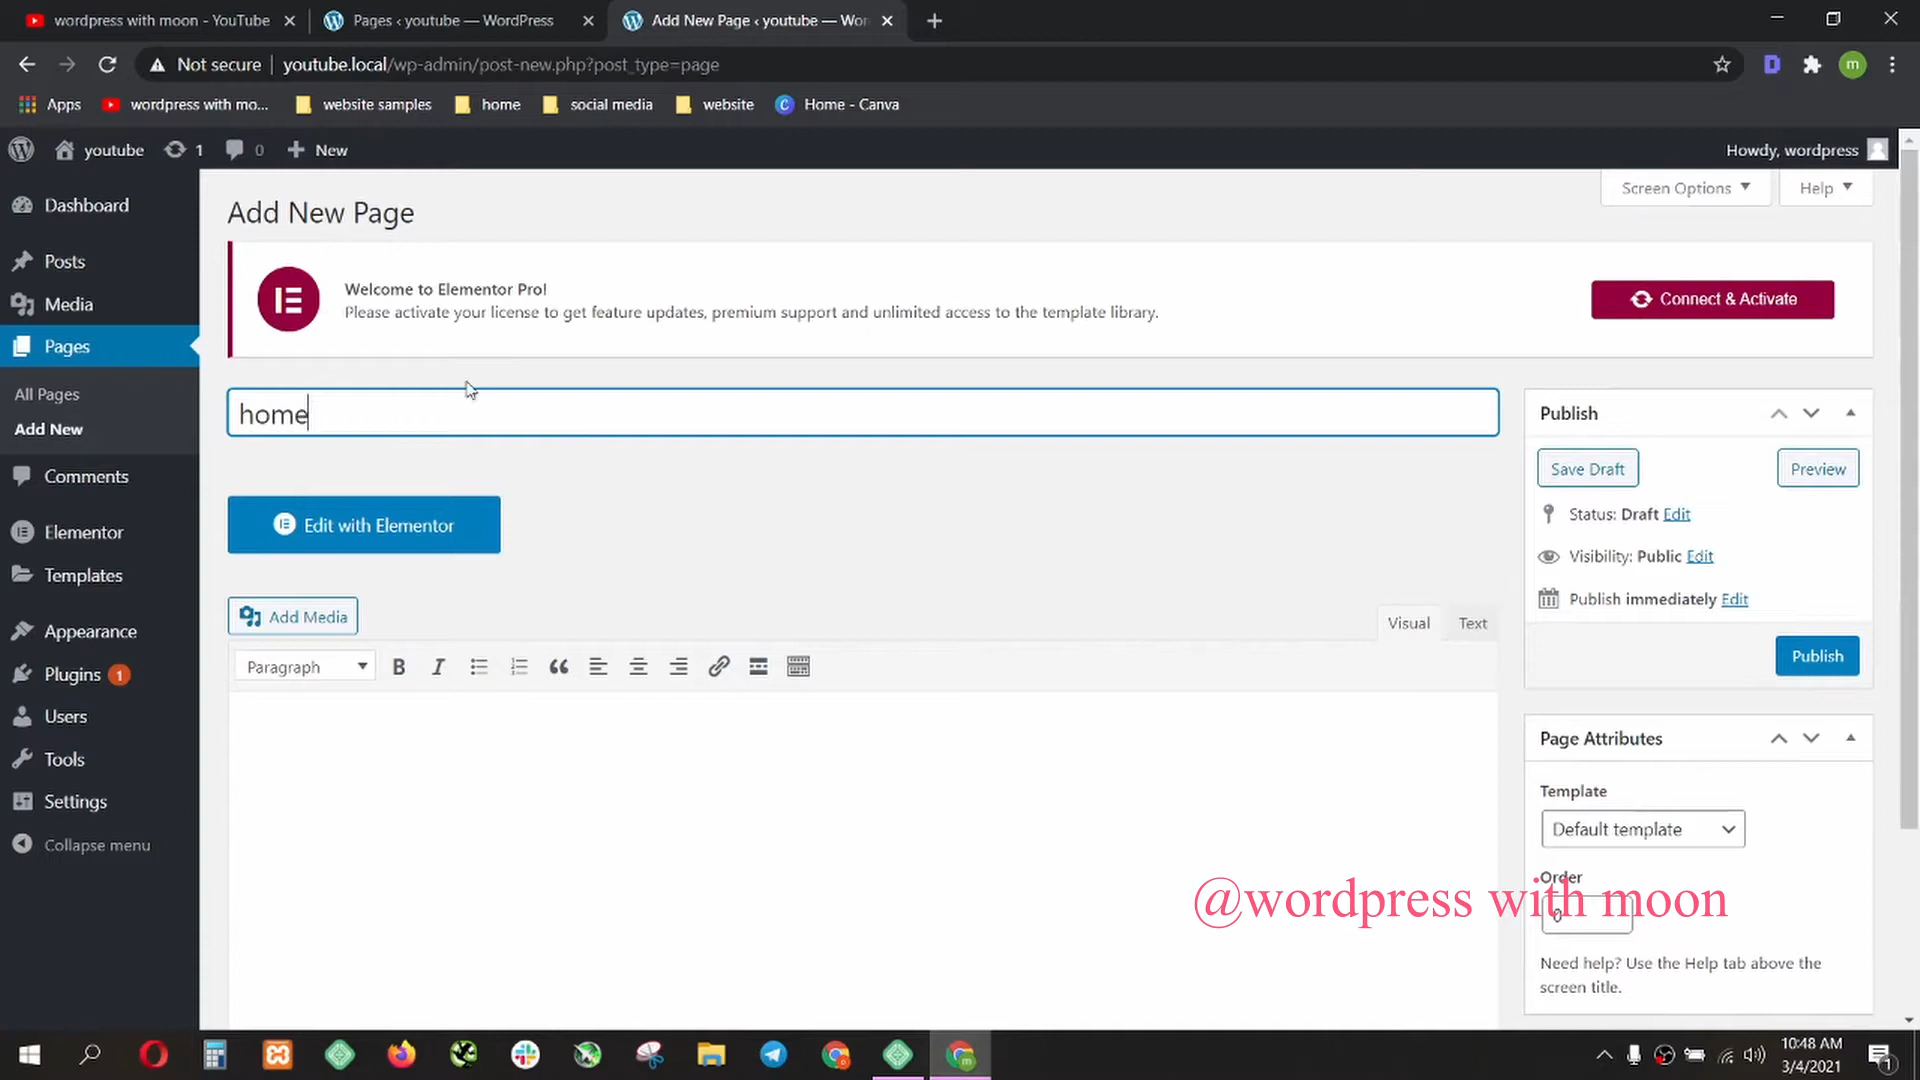 wordpress with moon - YouTube
Pages ‹ youtube — WordPress
Add New Page ‹ youtube — Wor
Not secure
youtube.local/wp-admin/post-new.php?post_type=page
m
Apps
wordpress with mo...
website samples
home
social media
website
Home - Canva
youtube
1
0
New
Howdy, wordpress
Dashboard
Posts
Media
Pages
All Pages
Add New
Comments
Elementor
Templates
Appearance
Plugins 1
Users
Tools
Settings
Collapse menu
Screen Options
Help
Add New Page
Welcome to Elementor Pro!
Please activate your license to get feature updates, premium support and unlimited access to the template library.
Connect & Activate
home
Edit with Elementor
Add Media
Visual
Text
Paragraph
B
I
Publish
Save Draft
Preview
Status: Draft Edit
Visibility: Public Edit
Publish immediately Edit
Publish
Page Attributes
Template
Default template
Order
0
@wordpress with moon
Need help? Use the Help tab above the
screen title.
10:48 AM
3/4/2021
1